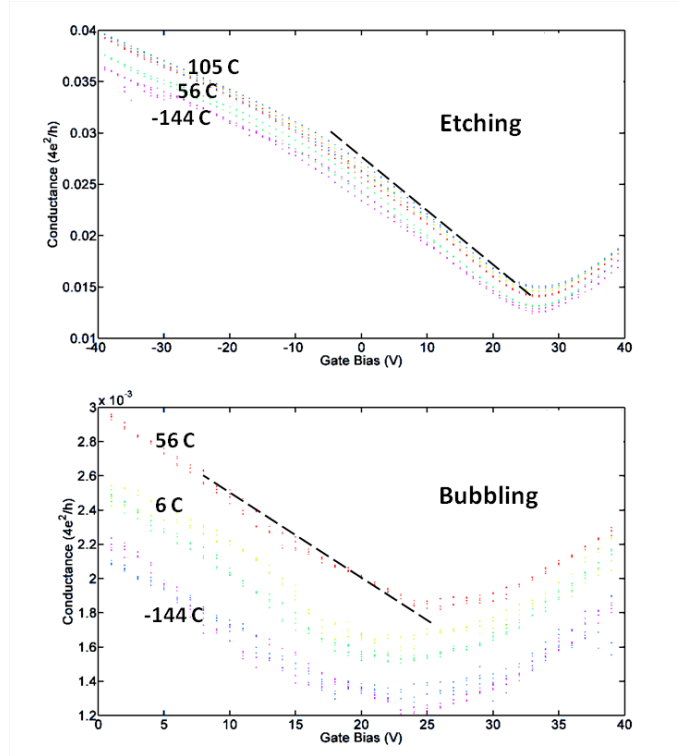 0.04
105 C
56 C
-144 C
Etching
0.035
0.03
0.025
0.02
0.015
0.01
Conductance (4e²/h)
-40 -30 -20 -10 -10 0 10 20 30 40
Gate Bias (V)
x 10⁻³
3
56 C
2.8
2.6
6 C
Bubbling
2.4
2.2
2
1.8
-144 C
1.6
1.4
1.2
Conductance (4e²/h)
0 5 10 15 20 25 30 35 40
Gate Bias (V)